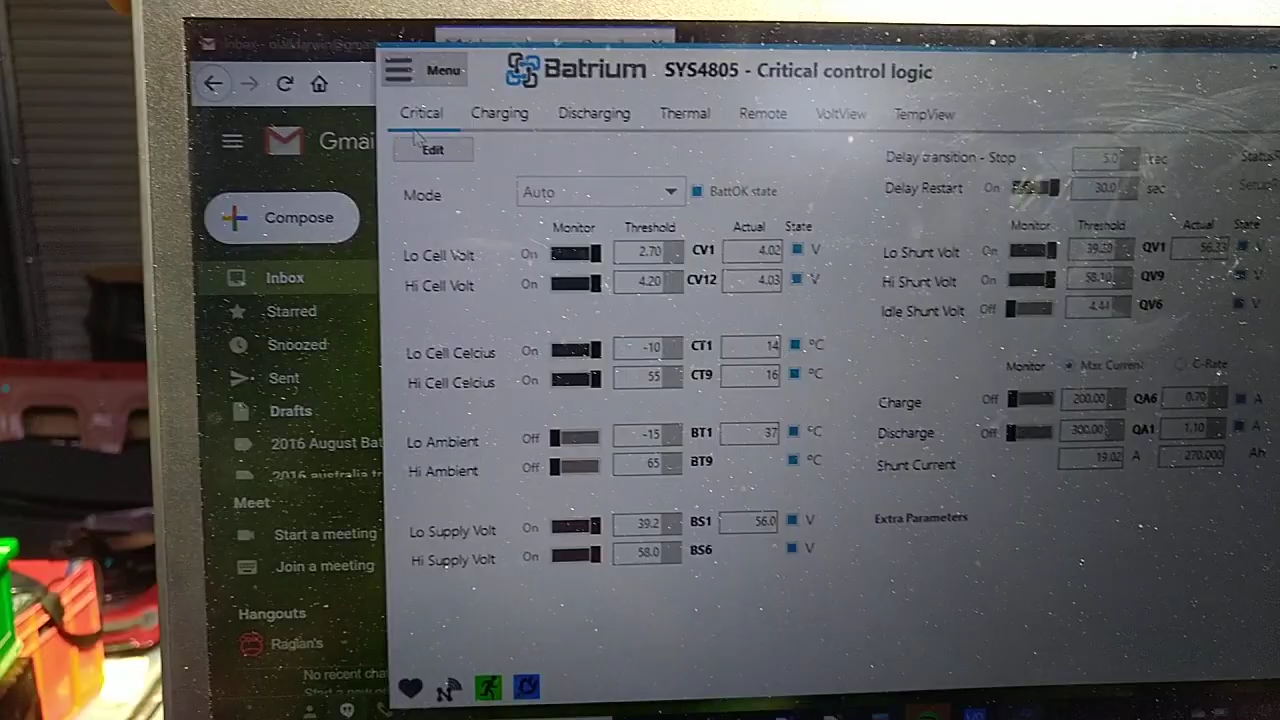 Menu
Batrium
SYS4805 - Critical control logic
Critical Charging Discharging Thermal Remote VoltView TempView
Edit
Mode Auto BattOK state
Monitor Threshold Actual State
Lo Cell Volt On 2.70 CV1 4.02 V
Hi Cell Volt On 4.20 CV12 4.03 V
Lo Cell Celcius On -10 CT1 14 °C
Hi Cell Celcius On 55 CT9 16 °C
Lo Ambient Off -15 BT1 37 °C
Hi Ambient Off 65 BT9 °C
Lo Supply Volt On 39.2 BS1 56.0 V
Hi Supply Volt On 58.0 BS6 V
Delay transition - Stop 5.0 sec
Delay Restart On 30.0 sec
Monitor Threshold Actual State
Lo Shunt Volt On QV1 V
Hi Shunt Volt On 58.10 QV9 V
Idle Shunt Volt Off 4.44 QV6 V
Monitor Max Current C-Rate
Charge Off 200.00 QA6 0.70 A
Discharge Off 300.00 QA1 1.10 A
Shunt Current 19.02 A 270.000 Ah
Extra Parameters
Gmai
Compose
Inbox
Starred
Snoozed
Sent
Drafts
2016 August Bat
2016 australia tr
Meet
Start a meeting
Join a meeting
Hangouts
Raglan's
No recent cha